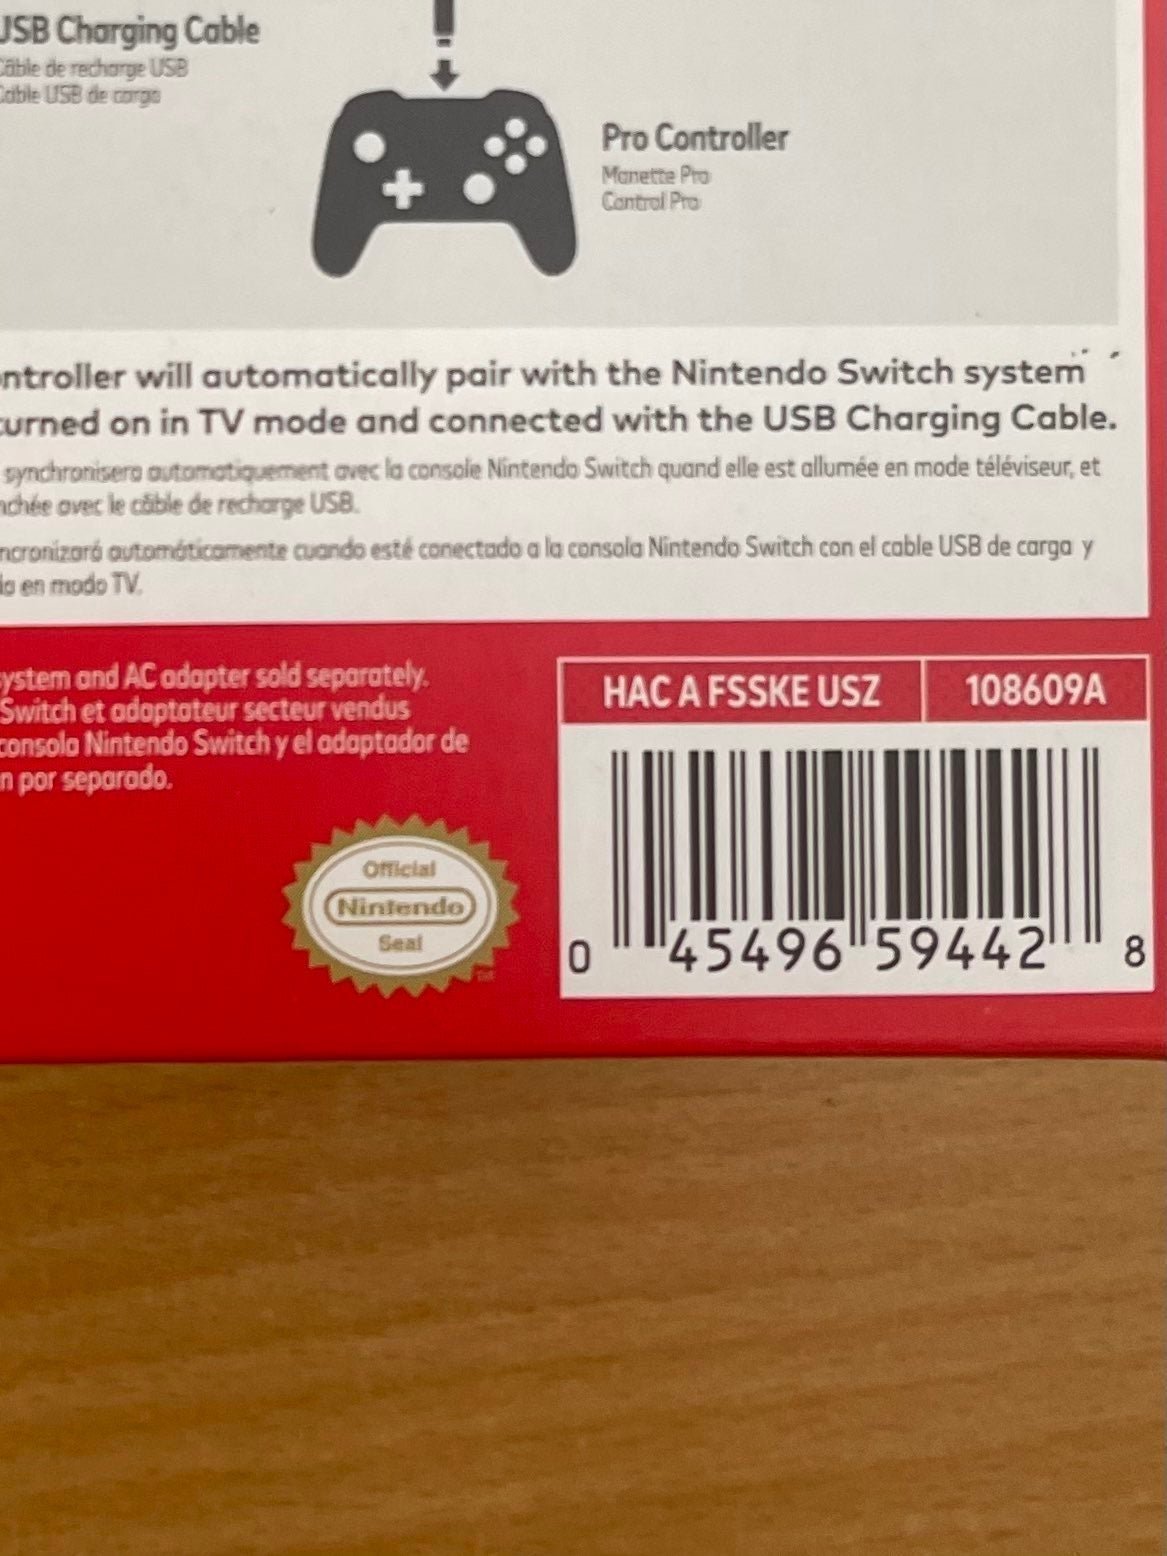 USB Charging Cable
Câble de recharge USB
Cable USB de carga
Pro Controller
Manette Pro
Control Pro
ntroller will automatically pair with the Nintendo Switch system
turned on in TV mode and connected with the USB Charging Cable.
synchronisera automatiquement avec la console Nintendo Switch quand elle est allumée en mode téléviseur, et
nchée avec le câble de recharge USB.
ncronizará automáticamente cuando esté conectado a la consola Nintendo Switch con el cable USB de carga y
da en modo TV.
ystem and AC adapter sold separately.
Switch et adaptateur secteur vendus
consola Nintendo Switch y el adaptador de
n por separado.
HAC A FSSKE USZ
108609A
Official
Nintendo
Seal
TM
0 45496 59442 8